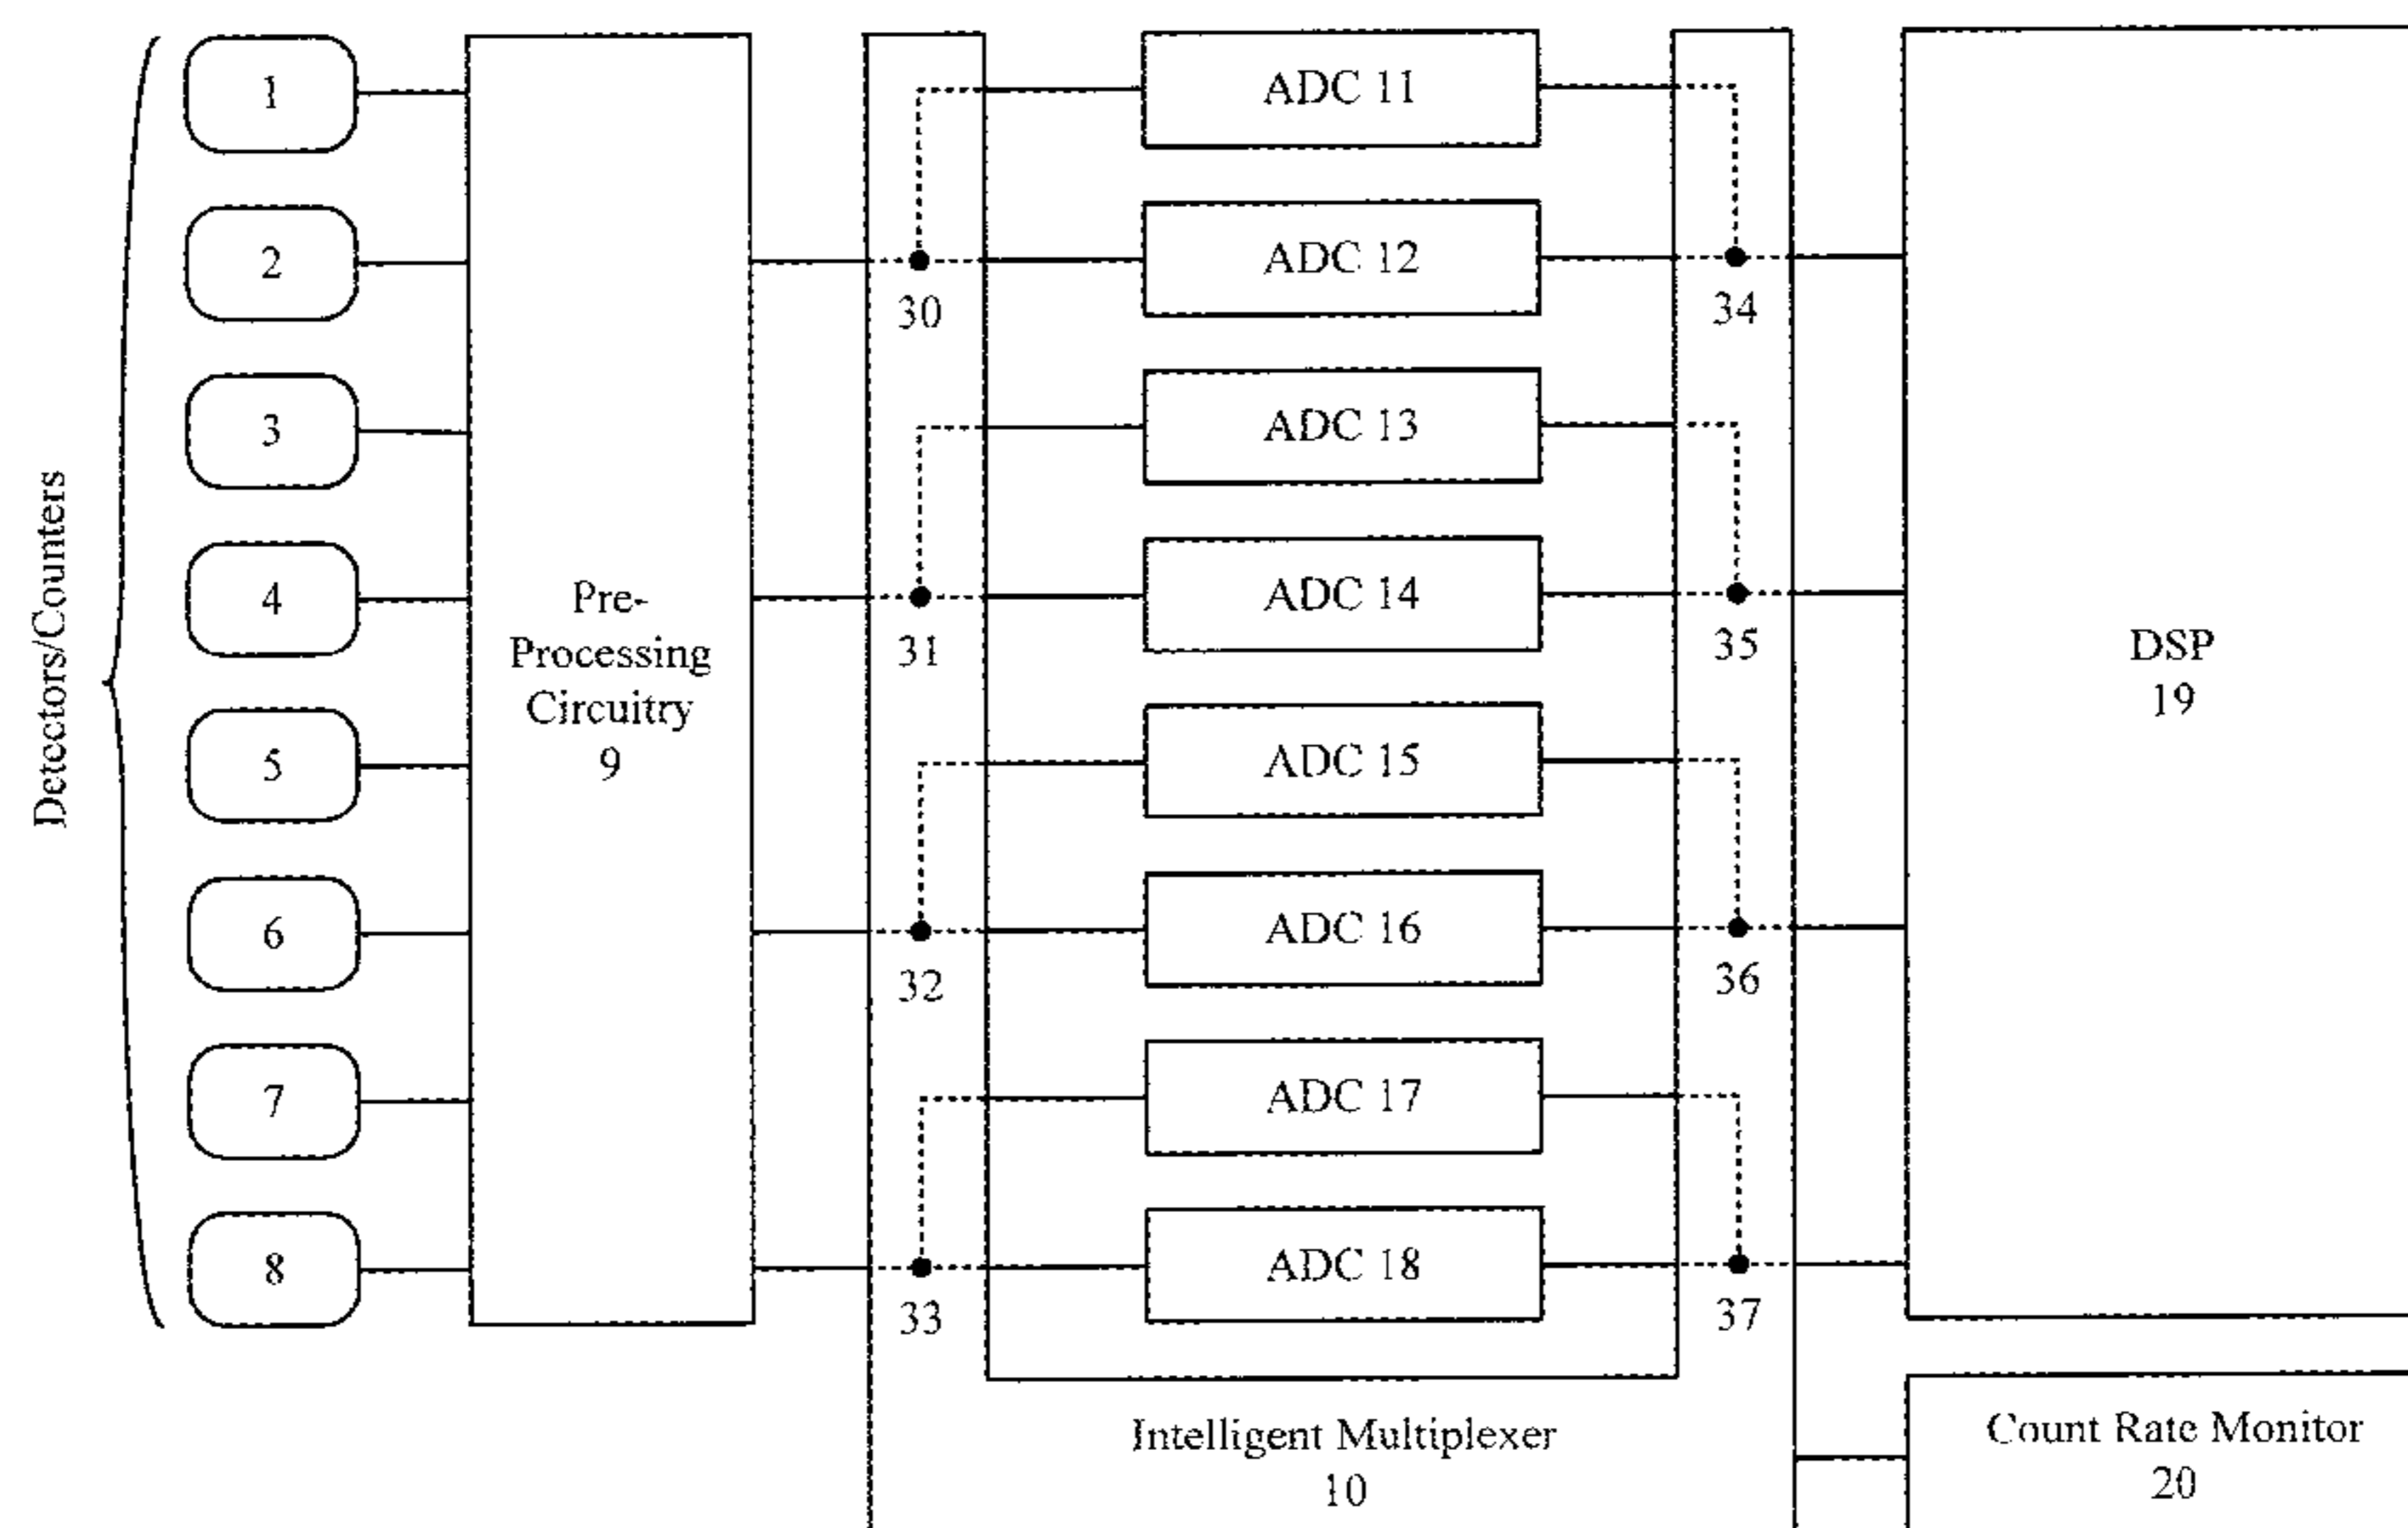 Detectors/Counters
1
2
3
4
5
6
7
8
Pre-
Processing
Circuitry
9
30
31
32
33
ADC 11
ADC 12
ADC 13
ADC 14
ADC 15
ADC 16
ADC 17
ADC 18
Intelligent Multiplexer
10
34
35
36
37
DSP
19
Count Rate Monitor
20